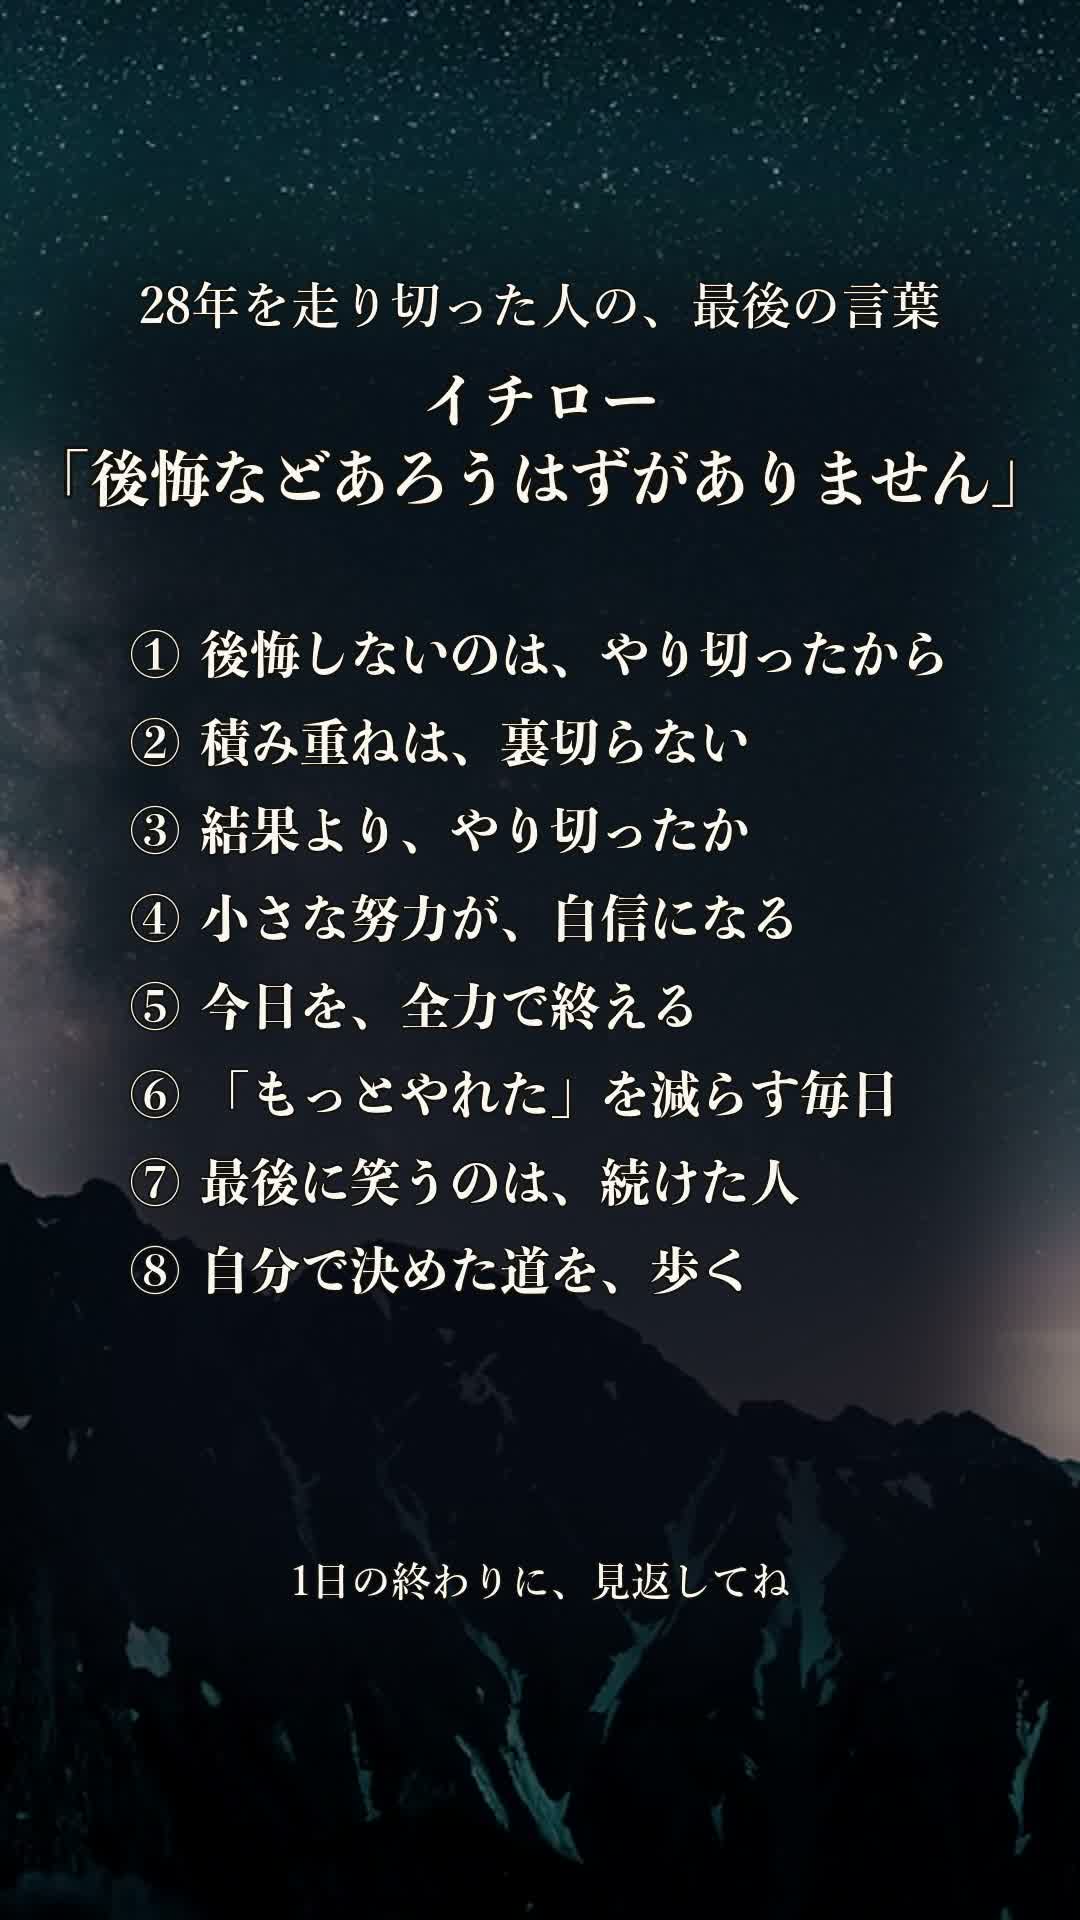 28年を走り切った人の、最後の言葉
イチロー
「後悔などあろうはずがありません」
① 後悔しないのは、やり切ったから
② 積み重ねは、裏切らない
③ 結果より、やり切ったか
④ 小さな努力が、自信になる
⑤ 今日を、全力で終える
⑥ 「もっとやれた」を減らす毎日
⑦ 最後に笑うのは、続けた人
⑧ 自分で決めた道を、歩く
1日の終わりに、見返してね